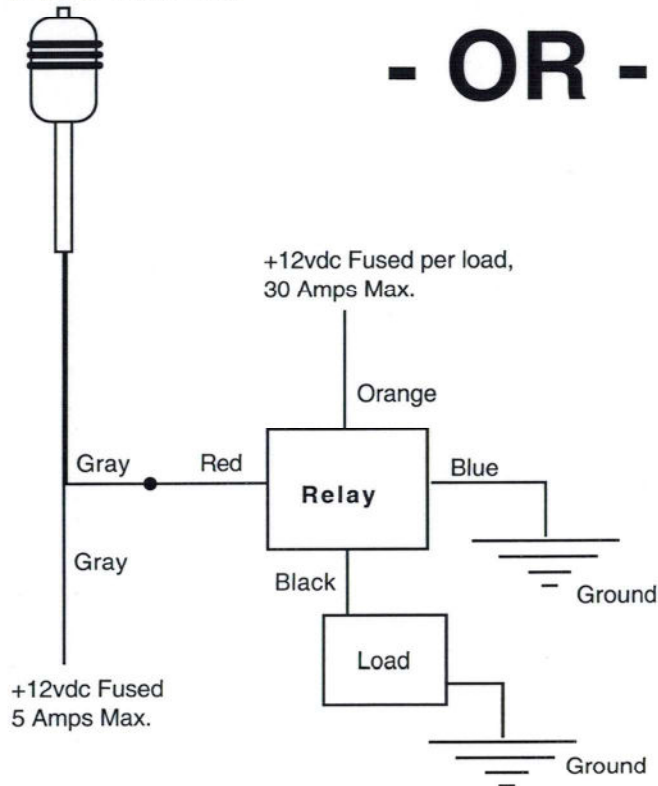 - OR -
+12vdc Fused per load,
30 Amps Max.
Orange
Gray
Red
Relay
Blue
Gray
Black
Ground
Load
+12vdc Fused
5 Amps Max.
Ground